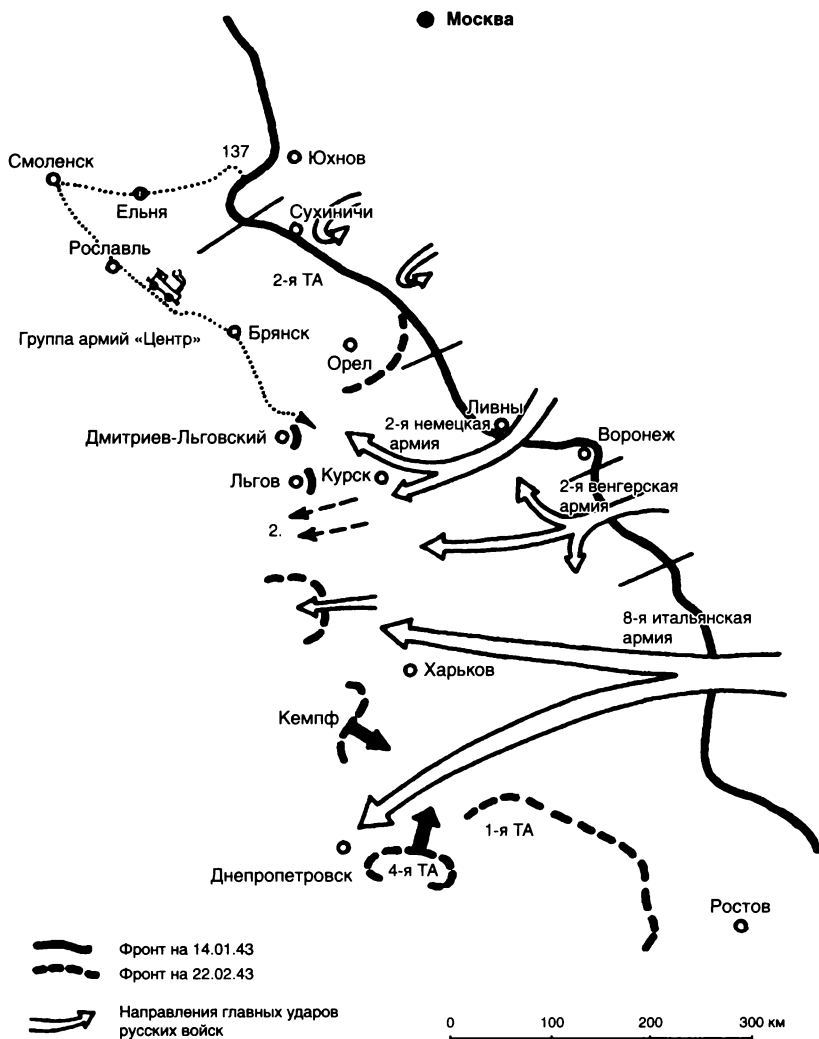 Москва
137
Юхнов
Смоленск
Ельня
Сухиничи
Рославль
2-я ТА
Группа армий «Центр»
Брянск
Орел
Ливны
2-я немецкая
армия
Воронеж
Дмитриев-Льговский
Льгов
Курск
2-я венгерская
армия
2.
8-я итальянская
армия
Харьков
Кемпф
1-я ТА
Днепропетровск
4-я ТА
Ростов
Фронт на 14.01.43
Фронт на 22.02.43
Направления главных ударов
русских войск
0 100 200 300 км